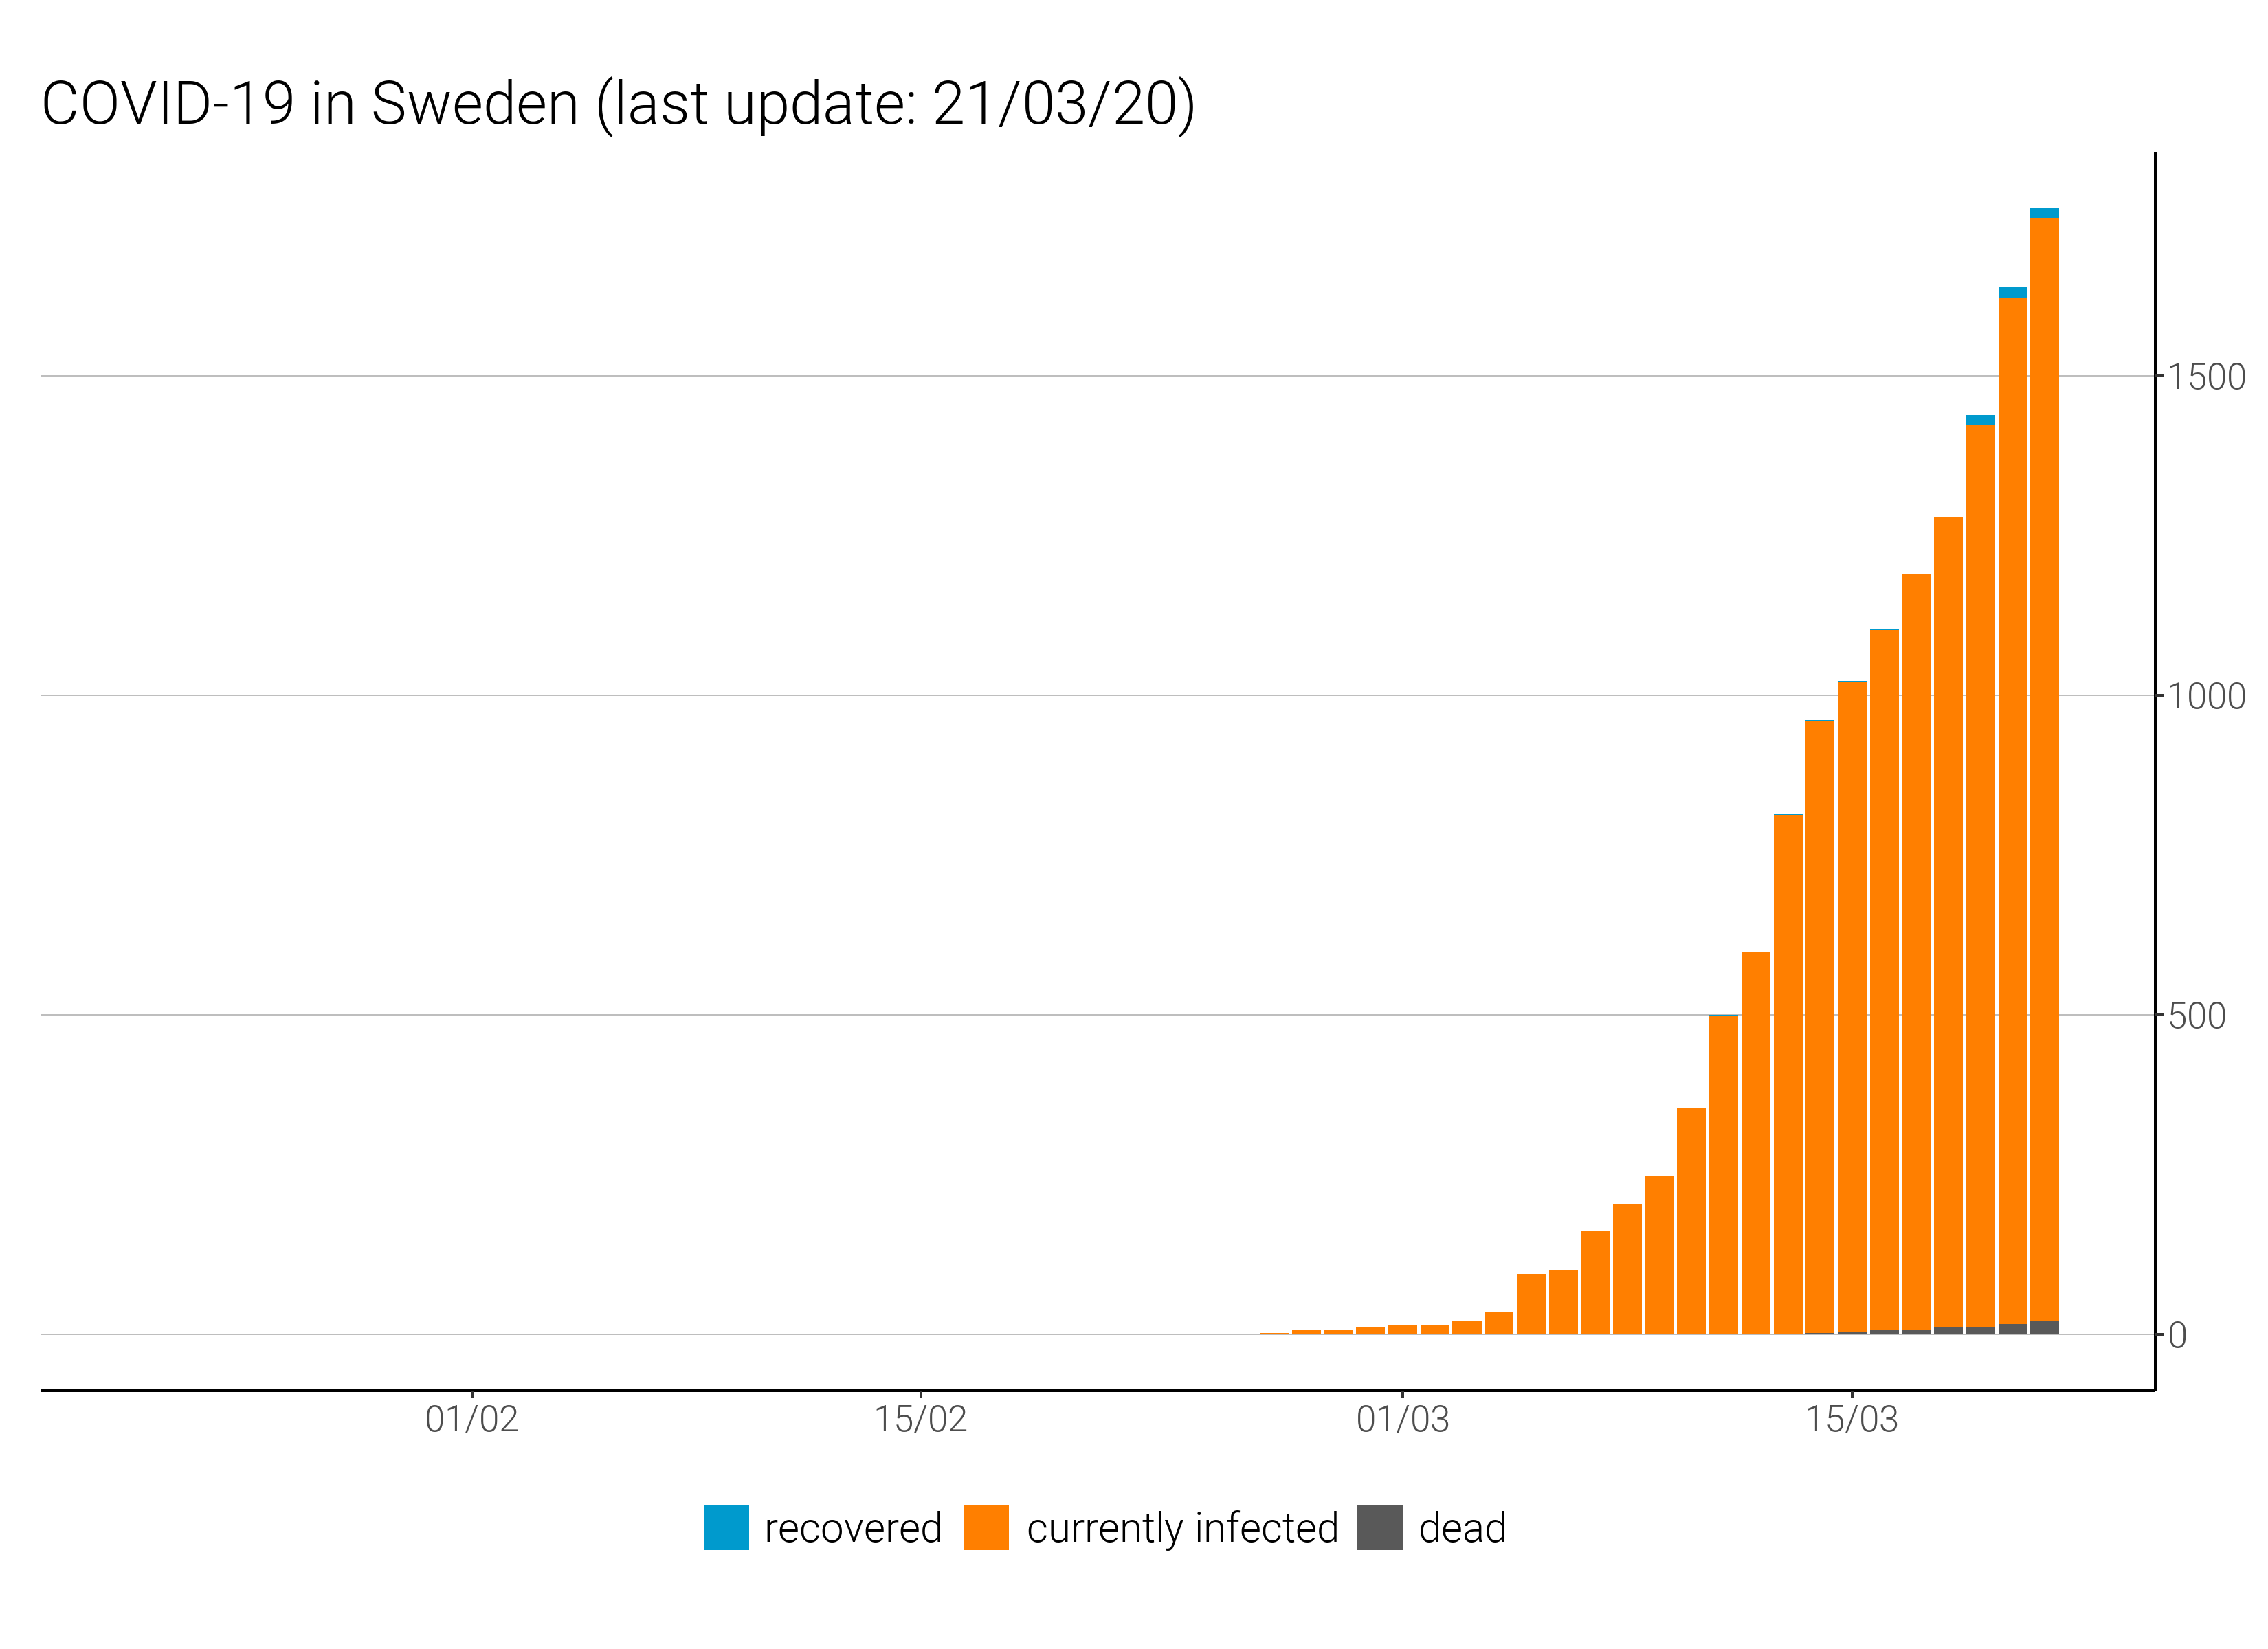 COVID-19 in Sweden (last update: 21/03/20)
1500
1000
500
0
01/02 15/02 01/03 15/03
recovered currently infected dead